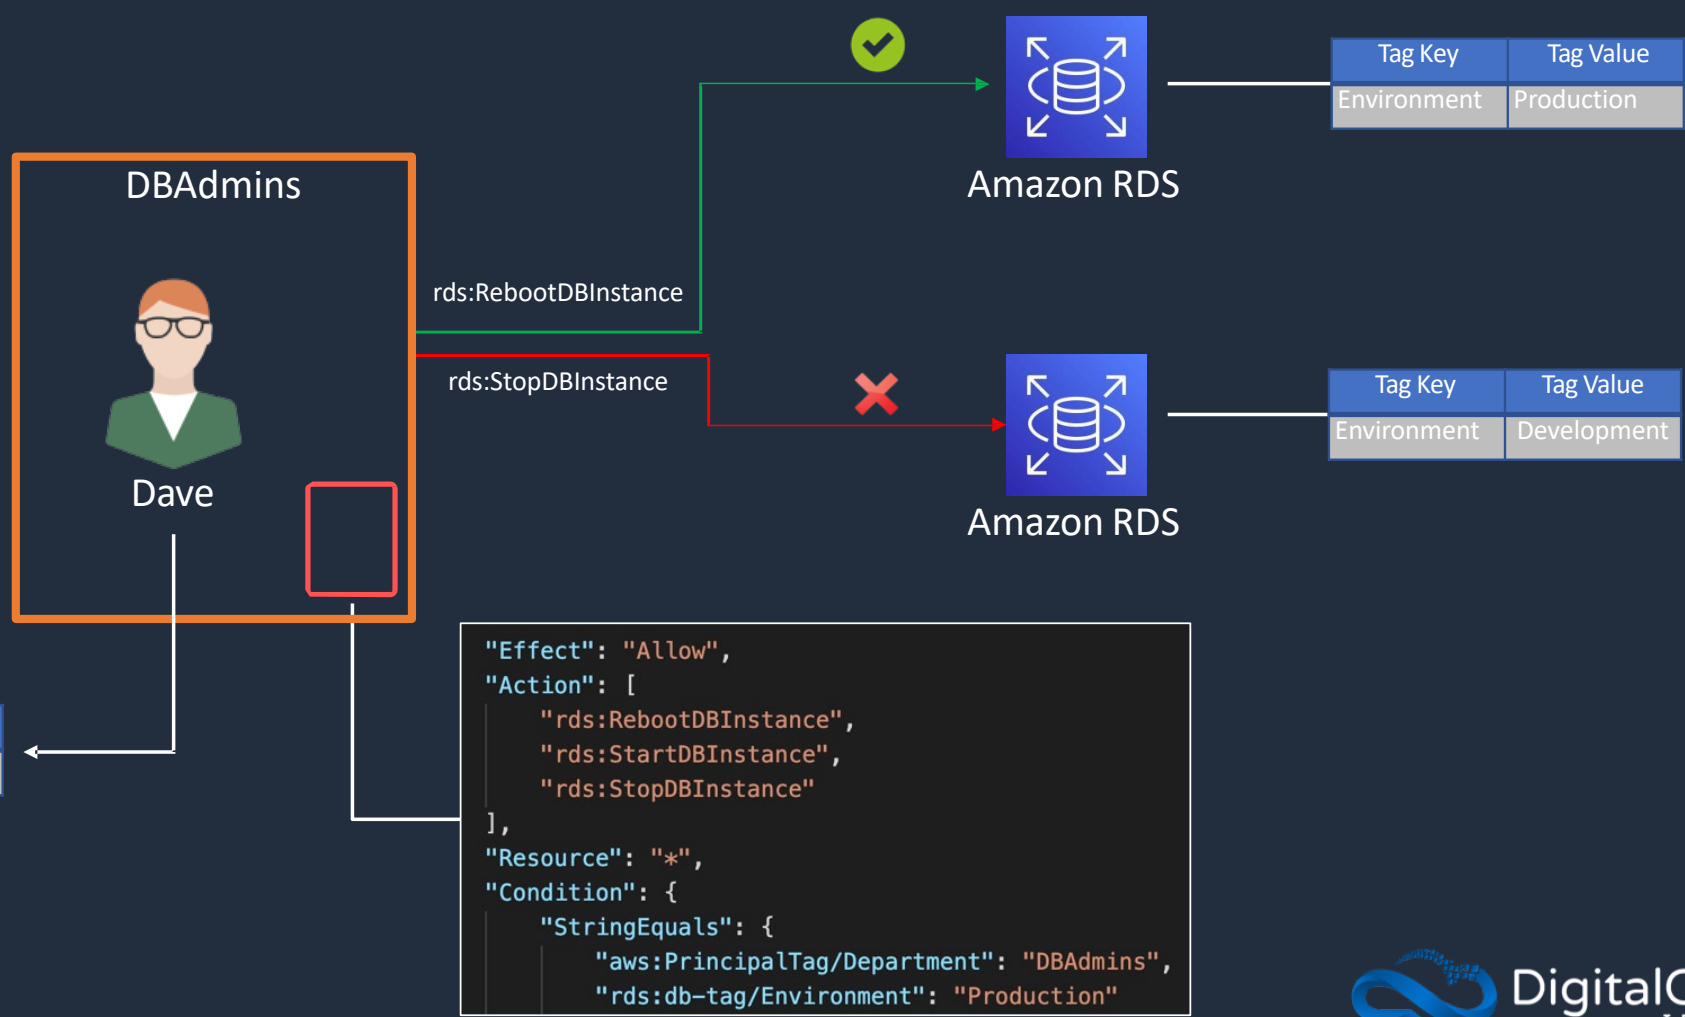 Tag Key Tag Value
Environment Production
Amazon RDS
DBAdmins
rds:RebootDBInstance
rds:StopDBInstance
Tag Key Tag Value
Environment Development
Dave
Amazon RDS
"Effect": "Allow",
"Action": [
"rds:RebootDBInstance",
"rds:StartDBInstance",
"rds:StopDBInstance"
],
"Resource": "*",
"Condition": {
"StringEquals": {
"aws:PrincipalTag/Department": "DBAdmins",
"rds:db-tag/Environment": "Production"